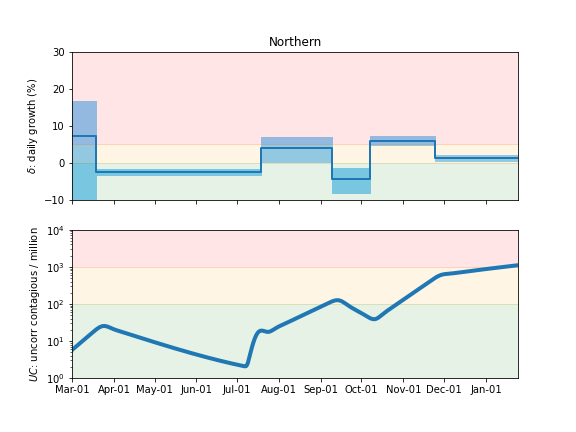 Northern
δ: daily growth (%)
30
20
10
0
−10
UC: uncorr contagious / million
10⁴
10³
10²
10¹
10⁰
Mar-01 Apr-01 May-01 Jun-01 Jul-01 Aug-01 Sep-01 Oct-01 Nov-01 Dec-01 Jan-01